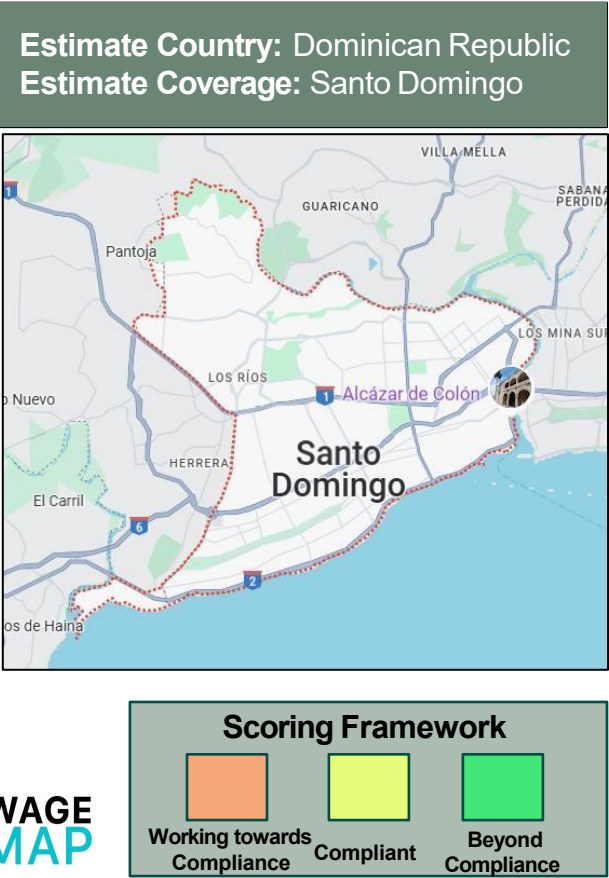 Estimate Country: Dominican Republic
Estimate Coverage: Santo Domingo
VILLA MELLA
1
SABANA
PERDIDA
GUARICANO
Pantoja
LOS MINA SUR
LOS RÍOS
1
Alcázar de Colón
o Nuevo
HERRERA
Santo
Domingo
El Carril
6
2
os de Haina
Scoring Framework
WAGE
MAP
Working towards
Compliance
Compliant
Beyond
Compliance